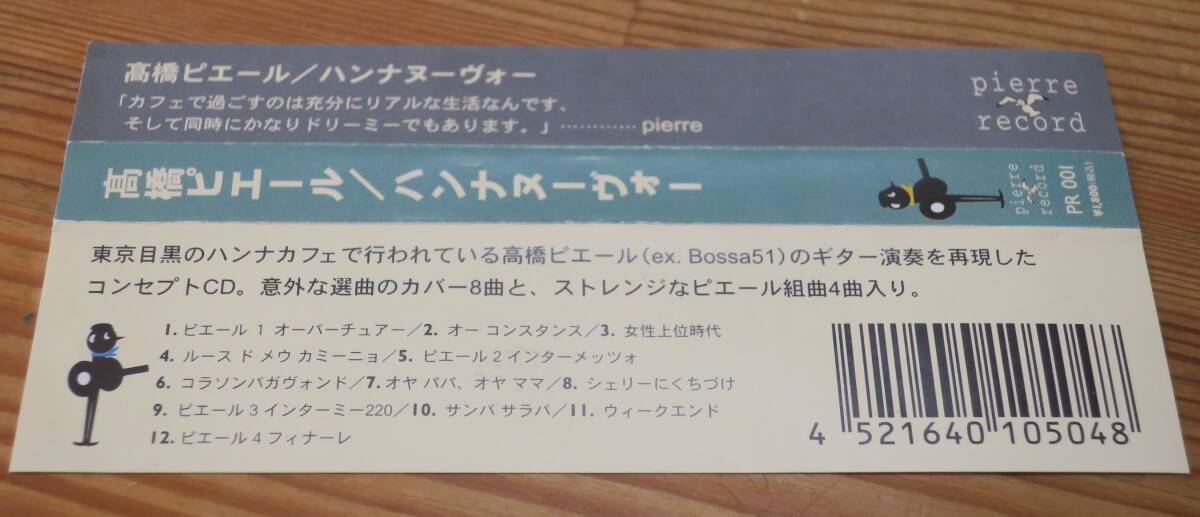 高橋ピエール／ハンナヌーヴォー
「カフェで過ごすのは充分にリアルな生活なんです、
そして同時にかなりドリーミーでもあります。」………… pierre
pierre
record
髙橋ピエール／ハンナヌーヴォー
pierre
record
PR 001
¥1,800(税込)
東京目黒のハンナカフェで行われている高橋ピエール(ex. Bossa51)のギター演奏を再現した
コンセプトCD。意外な選曲のカバー8曲と、ストレンジなピエール組曲4曲入り。
1. ピエール 1 オーバーチュアー／2. オー コンスタンス／3. 女性上位時代
4. ルース ド メウ カミーニョ／5. ピエール 2 インターメッツォ
6. コラソンバガヴォンド／7. オヤ パパ、オヤ ママ／8. シェリーにくちづけ
9. ピエール 3 インターミー220／10. サンバ サラバ／11. ウィークエンド
12. ピエール 4 フィナーレ
4 521640 105048